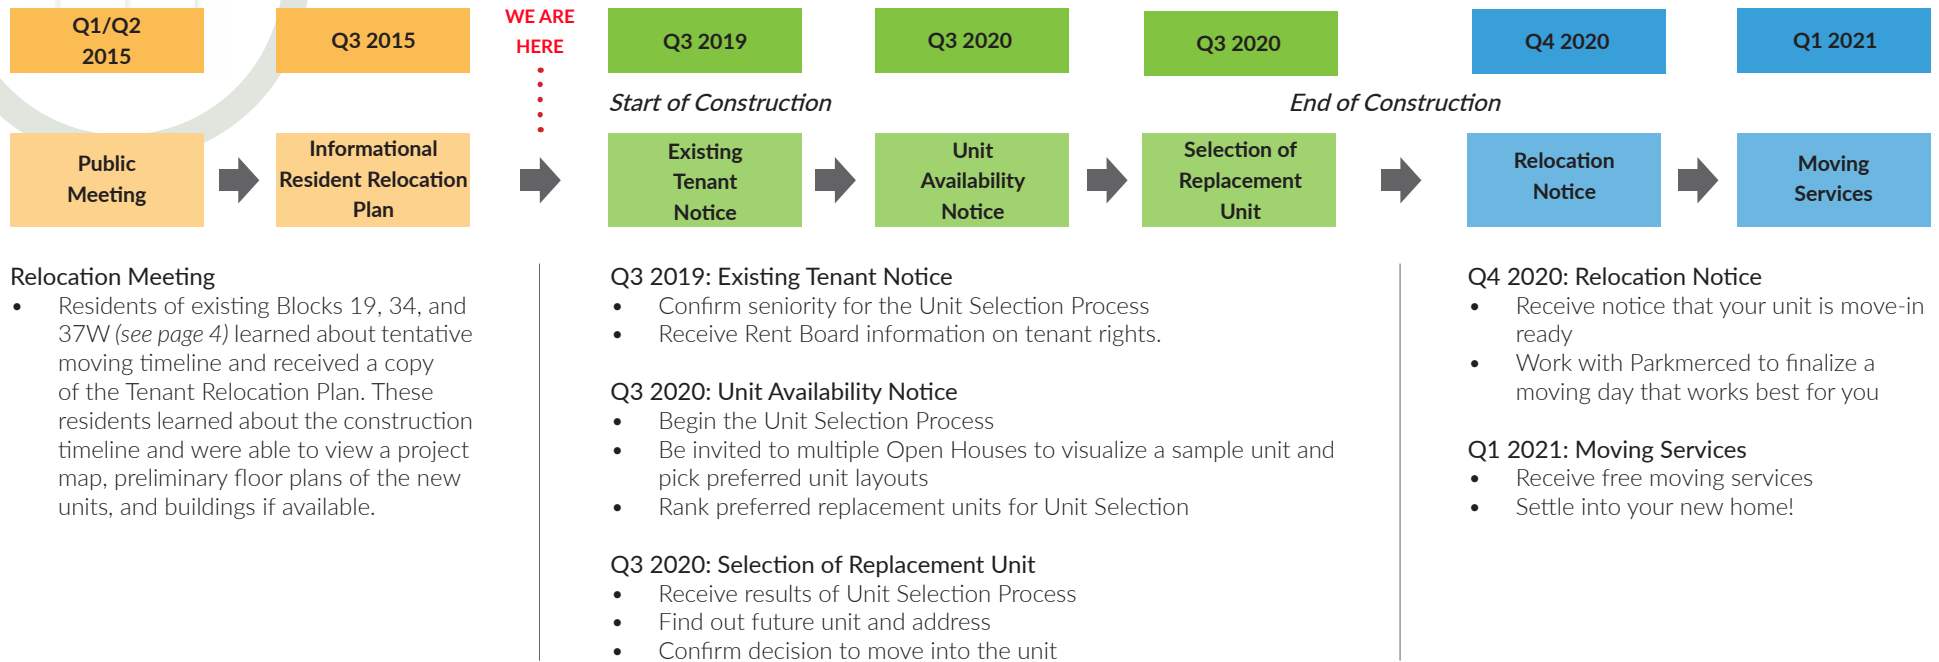 Q1/Q2
2015
Q3 2015
WE ARE
HERE
Q3 2019
Q3 2020
Q3 2020
Q4 2020
Q1 2021
Start of Construction
End of Construction
Public
Meeting
Informational
Resident Relocation
Plan
Existing
Tenant
Notice
Unit
Availability
Notice
Selection of
Replacement
Unit
Relocation
Notice
Moving
Services
Relocation Meeting
• Residents of existing Blocks 19, 34, and
37W (see page 4) learned about tentative
moving timeline and received a copy
of the Tenant Relocation Plan. These
residents learned about the construction
timeline and were able to view a project
map, preliminary floor plans of the new
units, and buildings if available.
Q3 2019: Existing Tenant Notice
• Confirm seniority for the Unit Selection Process
• Receive Rent Board information on tenant rights.
Q3 2020: Unit Availability Notice
• Begin the Unit Selection Process
• Be invited to multiple Open Houses to visualize a sample unit and
pick preferred unit layouts
• Rank preferred replacement units for Unit Selection
Q3 2020: Selection of Replacement Unit
• Receive results of Unit Selection Process
• Find out future unit and address
• Confirm decision to move into the unit
Q4 2020: Relocation Notice
• Receive notice that your unit is move-in
ready
• Work with Parkmerced to finalize a
moving day that works best for you
Q1 2021: Moving Services
• Receive free moving services
• Settle into your new home!